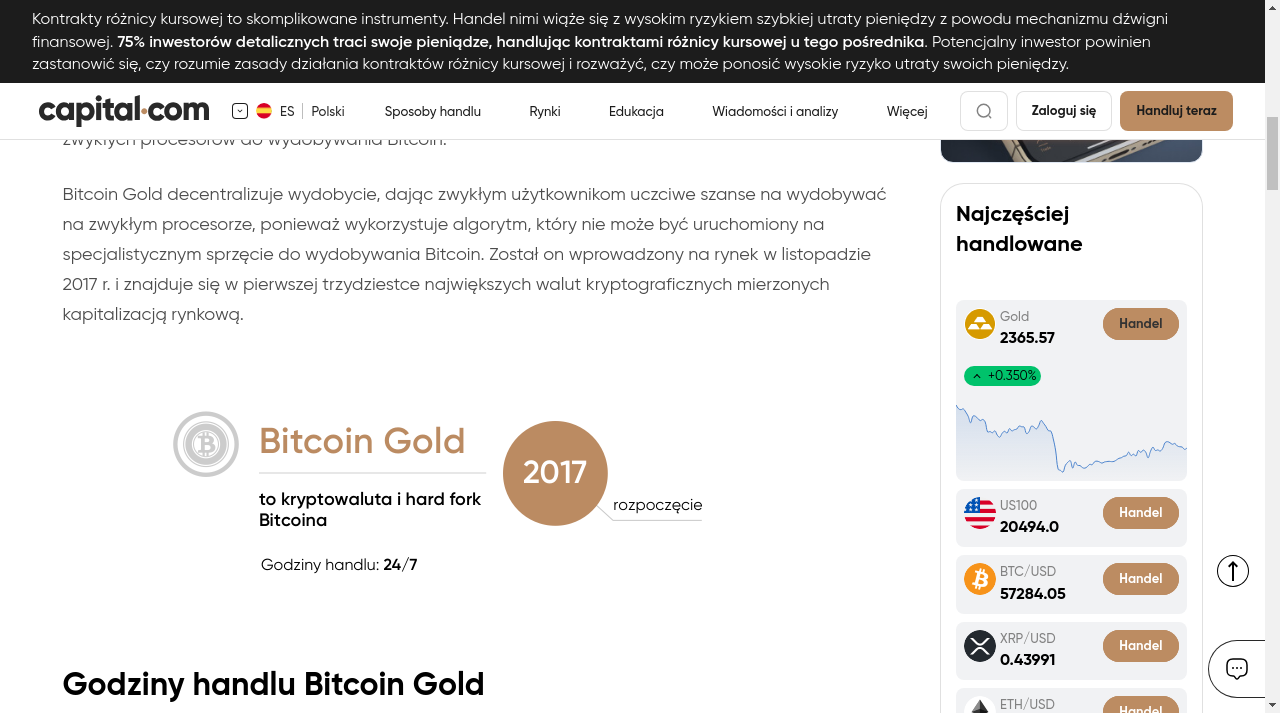 Kontrakty różnicy kursowej to skomplikowane instrumenty. Handel nimi wiąże się z wysokim ryzykiem szybkiej utraty pieniędzy z powodu mechanizmu dźwigni
finansowej. 75% inwestorów detalicznych traci swoje pieniądze, handlując kontraktami różnicy kursowej u tego pośrednika. Potencjalny inwestor powinien
zastanowić się, czy rozumie zasady działania kontraktów różnicy kursowej i rozważyć, czy może ponosić wysokie ryzyko utraty swoich pieniędzy.
capital.com
ES
Polski
Sposoby handlu
Rynki
Edukacja
Wiadomości i analizy
Więcej
Zaloguj się
Handluj teraz
zwykłych procesorów do wydobywania Bitcoin.
Bitcoin Gold decentralizuje wydobycie, dając zwykłym użytkownikom uczciwe szanse na wydobywać
na zwykłym procesorze, ponieważ wykorzystuje algorytm, który nie może być uruchomiony na
specjalistycznym sprzęcie do wydobywania Bitcoin. Został on wprowadzony na rynek w listopadzie
2017 r. i znajduje się w pierwszej trzydziestce największych walut kryptograficznych mierzonych
kapitalizacją rynkową.
Bitcoin Gold
to kryptowaluta i hard fork
Bitcoina
Godziny handlu: 24/7
2017
rozpoczęcie
Godziny handlu Bitcoin Gold
Najczęściej
handlowane
Gold
2365.57
Handel
+0.350%
US100
20494.0
Handel
BTC/USD
57284.05
Handel
XRP/USD
0.43991
Handel
ETH/USD
Handel